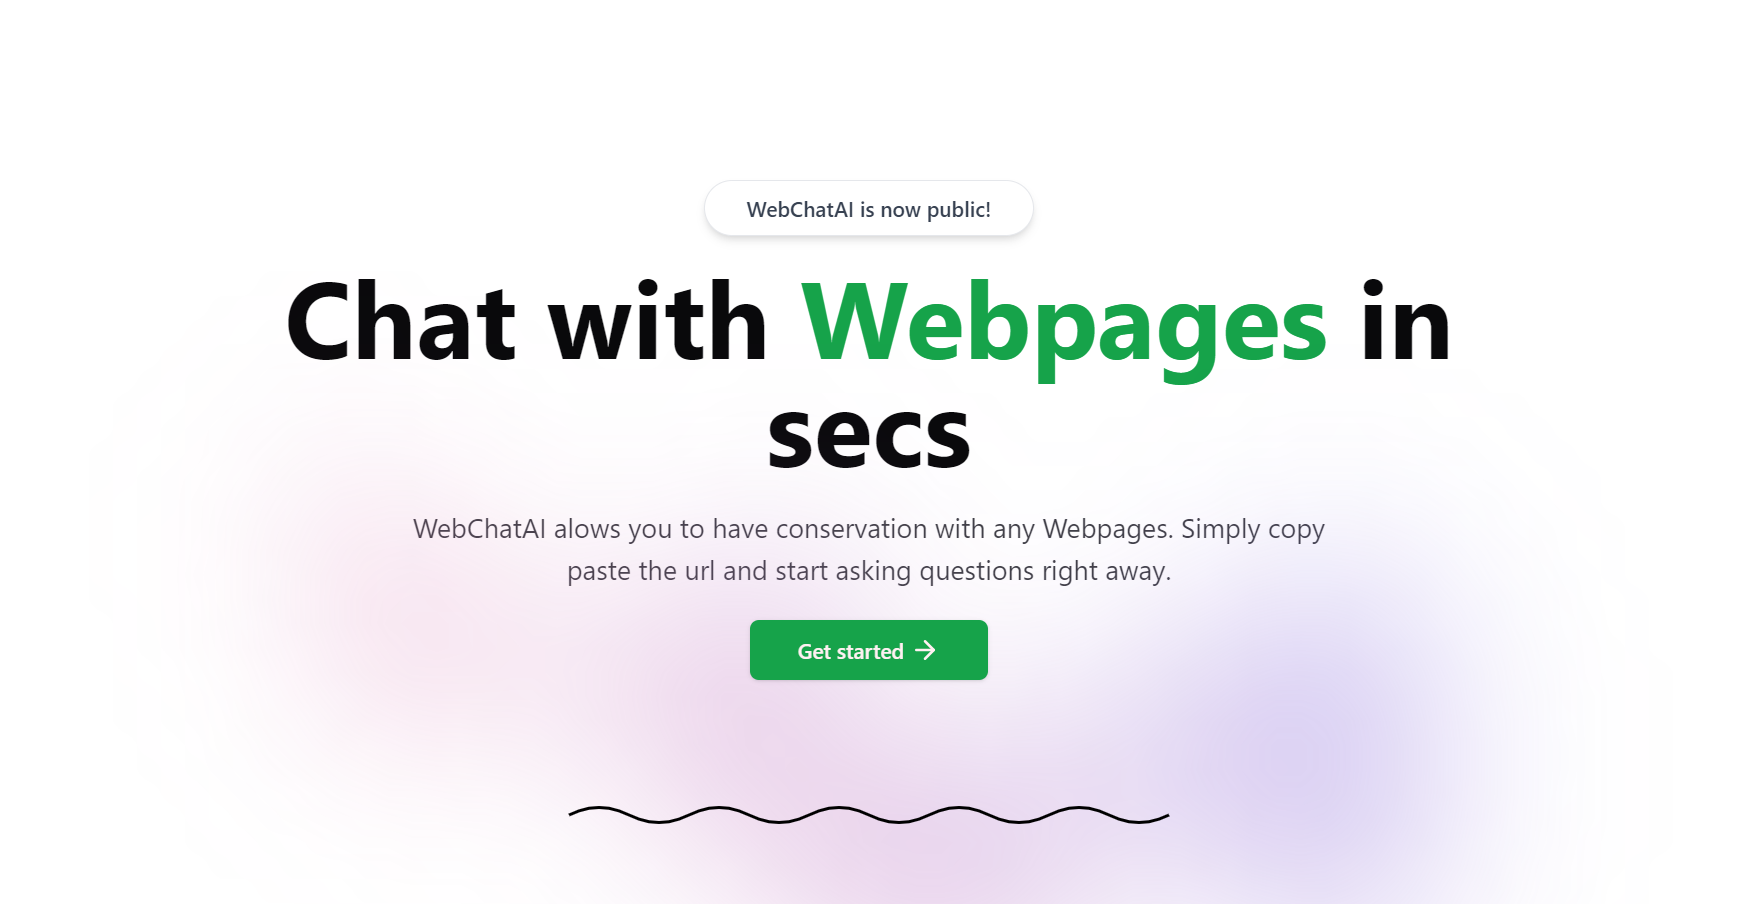 WebChatAI is now public!
Chat with Webpages in
secs
WebChatAI alows you to have conservation with any Webpages. Simply copy
paste the url and start asking questions right away.
Get started